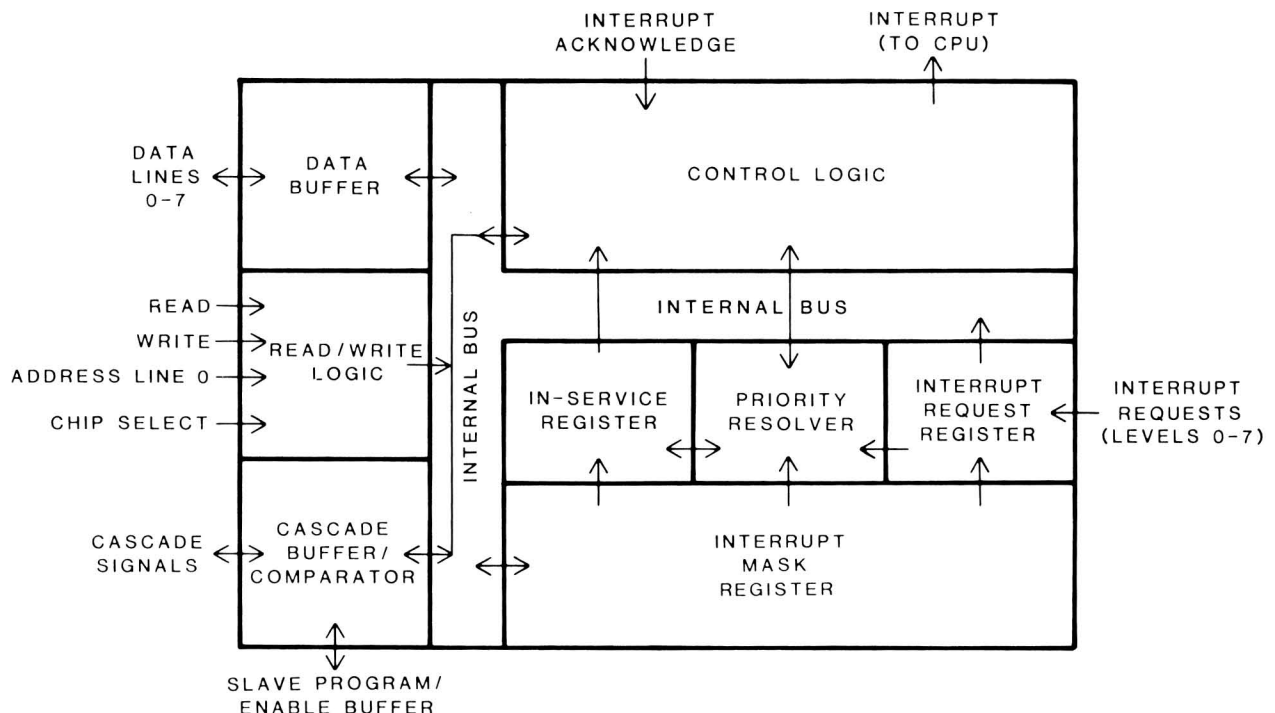 INTERRUPT
ACKNOWLEDGE
INTERRUPT
(TO CPU)
DATA
LINES
0-7
DATA
BUFFER
CONTROL LOGIC
READ
WRITE
ADDRESS LINE 0
CHIP SELECT
READ/WRITE
LOGIC
INTERNAL BUS
INTERNAL BUS
IN-SERVICE
REGISTER
PRIORITY
RESOLVER
INTERRUPT
REQUEST
REGISTER
INTERRUPT
REQUESTS
(LEVELS 0-7)
CASCADE
SIGNALS
CASCADE
BUFFER/
COMPARATOR
INTERRUPT
MASK
REGISTER
SLAVE PROGRAM/
ENABLE BUFFER